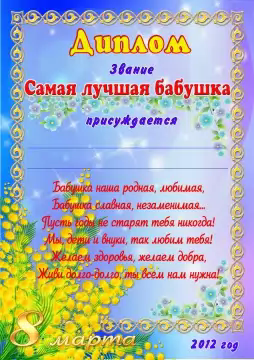 Диплом
Звание
Самая лучшая бабушка
присуждается
Бабушка наша родная, любимая,
Бабушка славная, незаменимая...
Пусть годы не старят тебя никогда!
Мы, дети и внуки, так любим тебя!
Желаем здоровья, желаем добра,
Живи долго-долго, ты всем нам нужна!
8 марта
2012 год